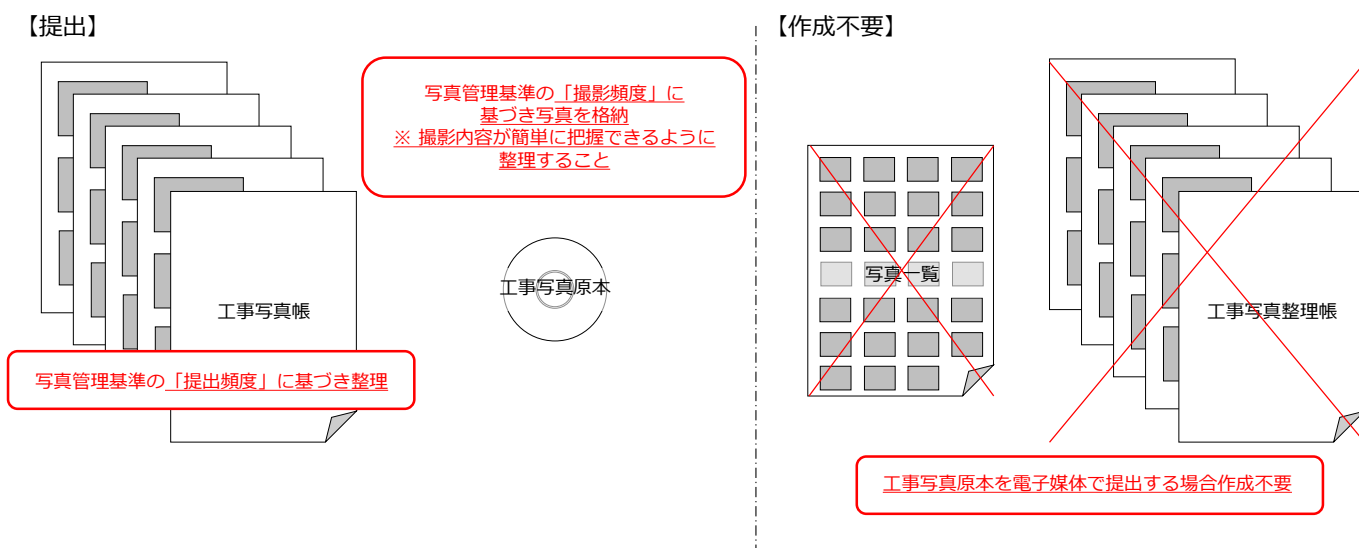 【提出】
写真管理基準の「撮影頻度」に
基づき写真を格納
※ 撮影内容が簡単に把握できるように
整理すること
工事写真原本
工事写真帳
写真管理基準の「提出頻度」に基づき整理
【作成不要】
写真一覧
工事写真整理帳
工事写真原本を電子媒体で提出する場合作成不要